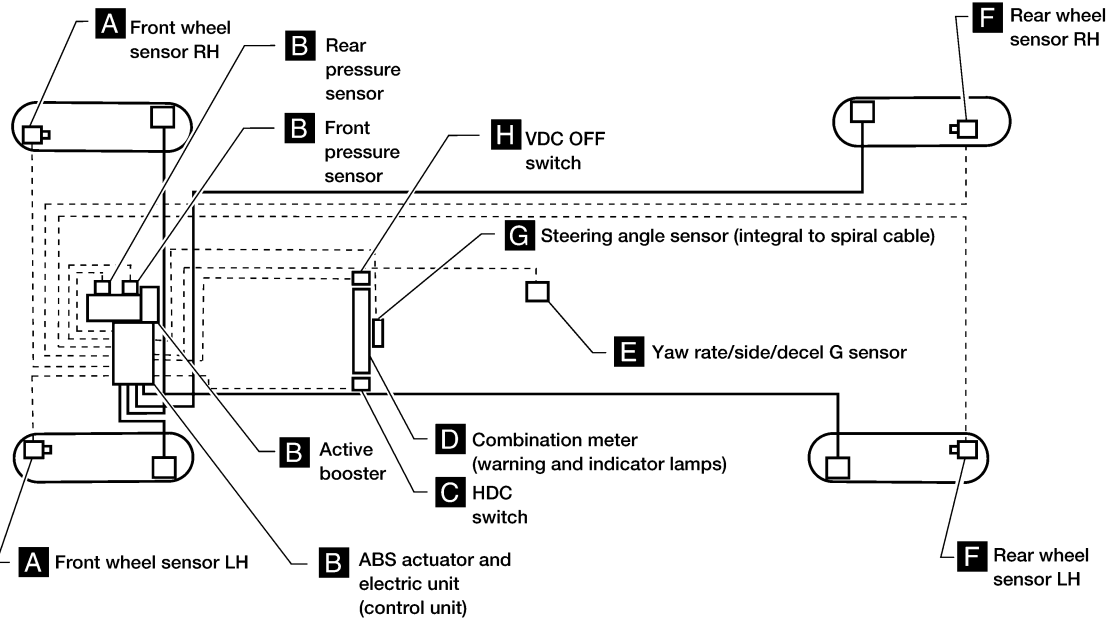 A Front wheel
sensor RH
B Rear
pressure
sensor
B Front
pressure
sensor
H VDC OFF
switch
F Rear wheel
sensor RH
G Steering angle sensor (integral to spiral cable)
E Yaw rate/side/decel G sensor
D Combination meter
(warning and indicator lamps)
C HDC
switch
B Active
booster
A Front wheel sensor LH
B ABS actuator and
electric unit
(control unit)
F Rear wheel
sensor LH